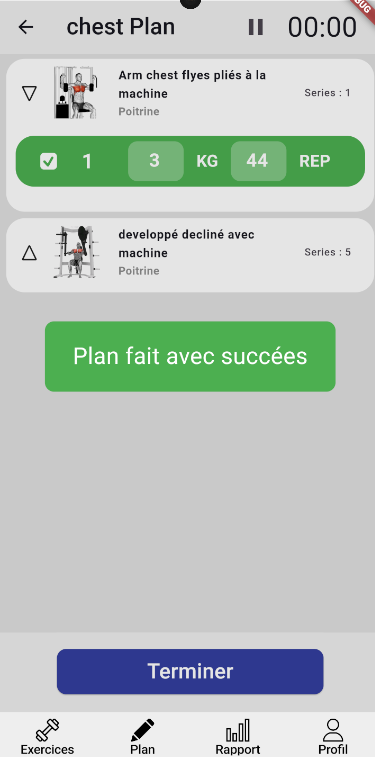 chest Plan
00:00
BUG
Arm chest flyes pliés à la
machine
Poitrine
Series : 1
1 3 KG 44 REP
developpé decliné avec
machine
Poitrine
Series : 5
Plan fait avec succées
Terminer
Exercices Plan Rapport Profil